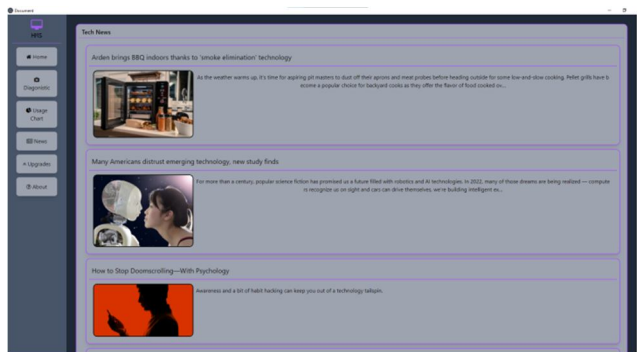 Document
HITS
Tech News
Home
Diagontric
Usage
Chart
News
Upgrades
About
Arden brings BBQ indoors thanks to 'smoke elimination' technology
As the weather warms up, it's time for aspiring pit masters to dust off their aprons and meat probes before heading outside for some low-and-slow cooking. Pellet grills have b
ecome a popular choice for backyard cooks as they offer the flavor of food cooked ov...
Many Americans distrust emerging technology, new study finds
For more than a century, popular science fiction has promised us a future filled with robotics and AI technologies. In 2022, many of those dreams are being realized — compute
rs recognize us on sight and cars can drive themselves. we're building intelligent ex...
How to Stop Doomscrolling—With Psychology
Awareness and a bit of habit hacking can keep you out of a technology tailspin.